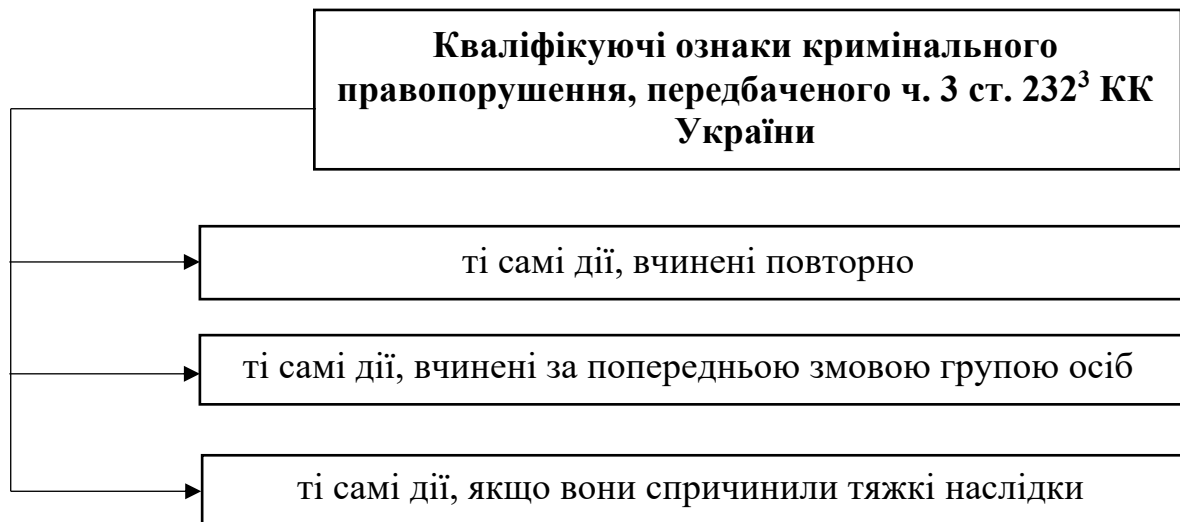 Кваліфікуючі ознаки кримінального
правопорушення, передбаченого ч. 3 ст. 232³ КК
України
ті самі дії, вчинені повторно
ті самі дії, вчинені за попередньою змовою групою осіб
ті самі дії, якщо вони спричинили тяжкі наслідки